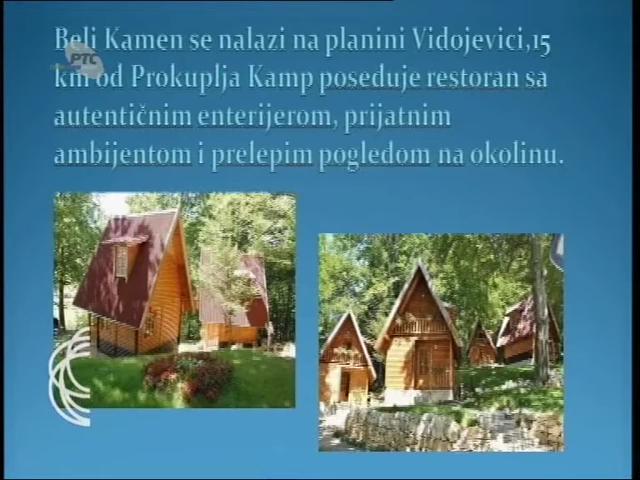 Beli Kamen se nalazi na planini Vidojevici,15
km od Prokuplja Kamp poseduje restoran sa
autentičnim enterijerom, prijatnim
ambijentom i prelepim pogledom na okolinu.
PTC